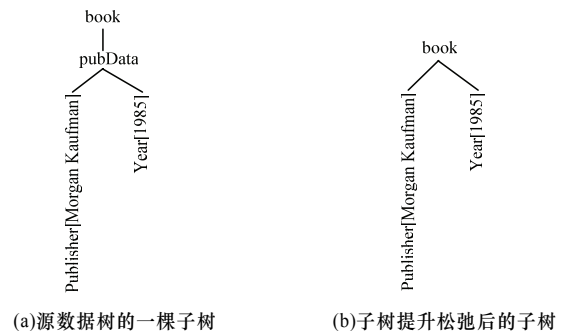 book
pubData
Publisher[Morgan Kaufman]
Year[1985]
(a)源数据树的一棵子树
book
Publisher[Morgan Kaufman]
Year[1985]
(b)子树提升松弛后的子树